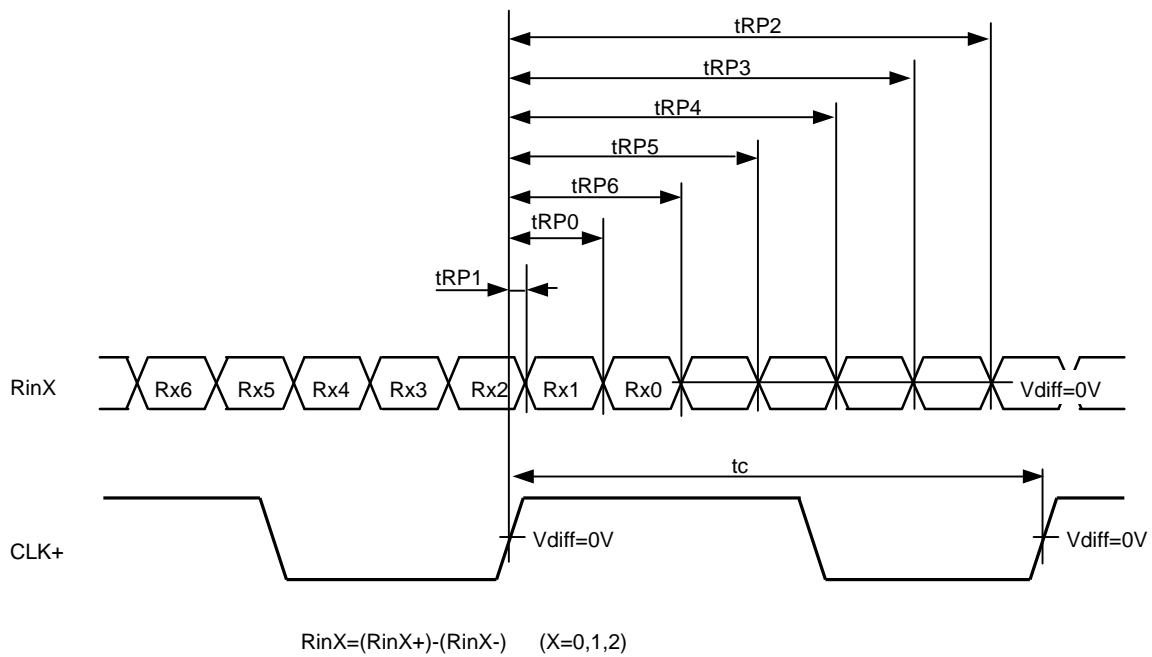 tRP2
tRP3
tRP4
tRP5
tRP6
tRP0
tRP1
RinX Rx6 Rx5 Rx4 Rx3 Rx2 Rx1 Rx0 Vdiff=0V
tc
CLK+ Vdiff=0V Vdiff=0V
RinX=(RinX+)-(RinX-) (X=0,1,2)